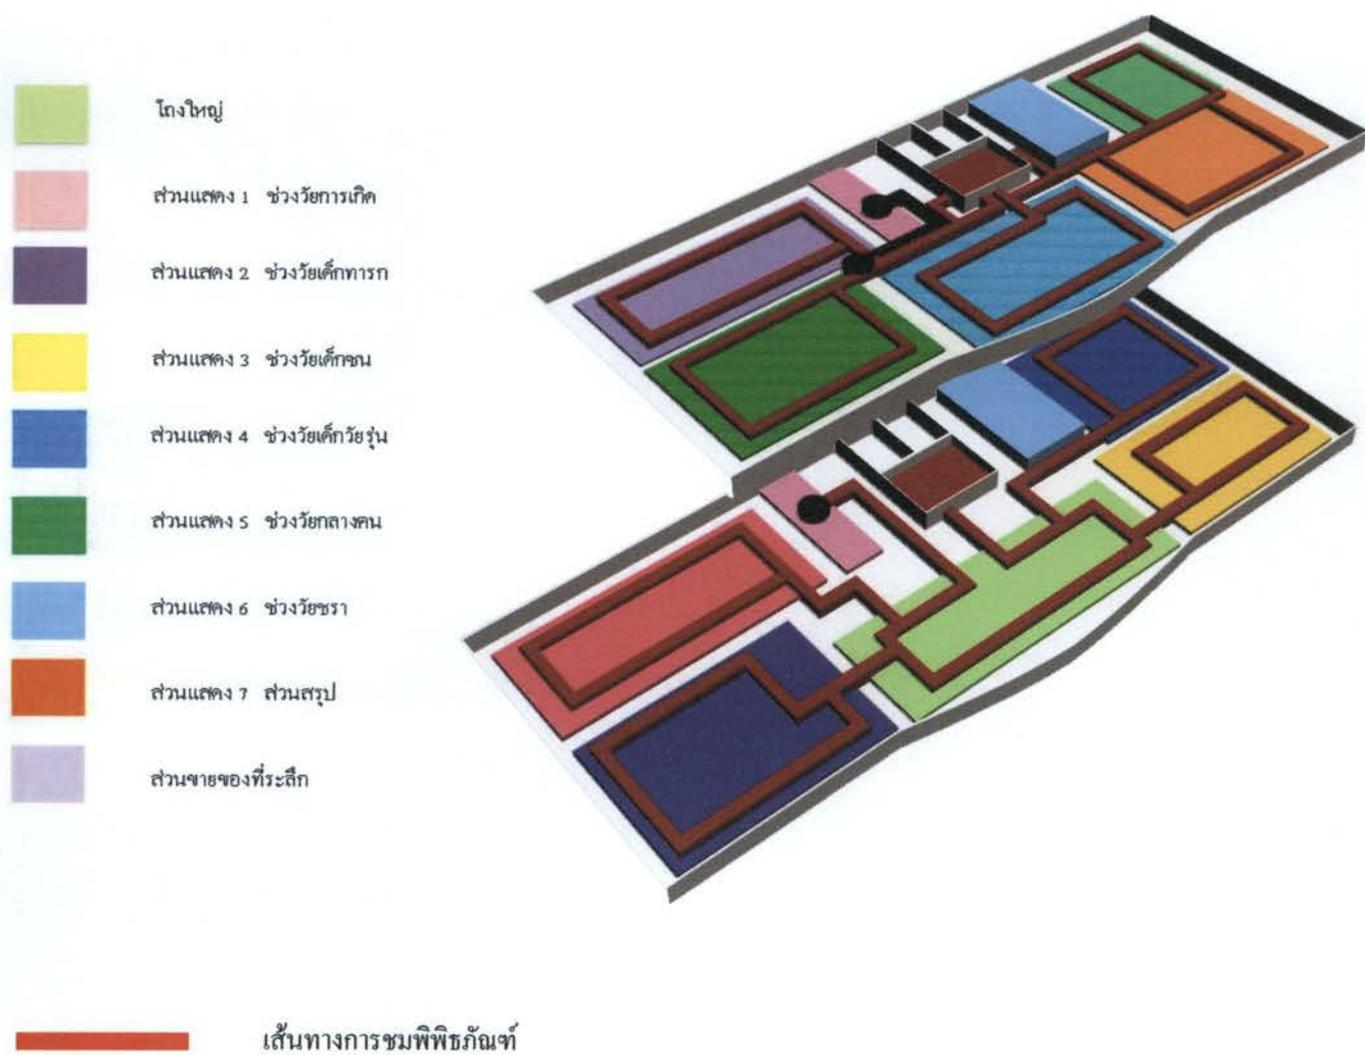 โถงใหญ่
ส่วนแสดง 1 ช่วงวัยการเกิด
ส่วนแสดง 2 ช่วงวัยเด็กทารก
ส่วนแสดง 3 ช่วงวัยเด็กซน
ส่วนแสดง 4 ช่วงวัยเด็กวัยรุ่น
ส่วนแสดง 5 ช่วงวัยกลางคน
ส่วนแสดง 6 ช่วงวัยชรา
ส่วนแสดง 7 ส่วนสรุป
ส่วนขายของที่ระลึก
เส้นทางการชมพิพิธภัณฑ์